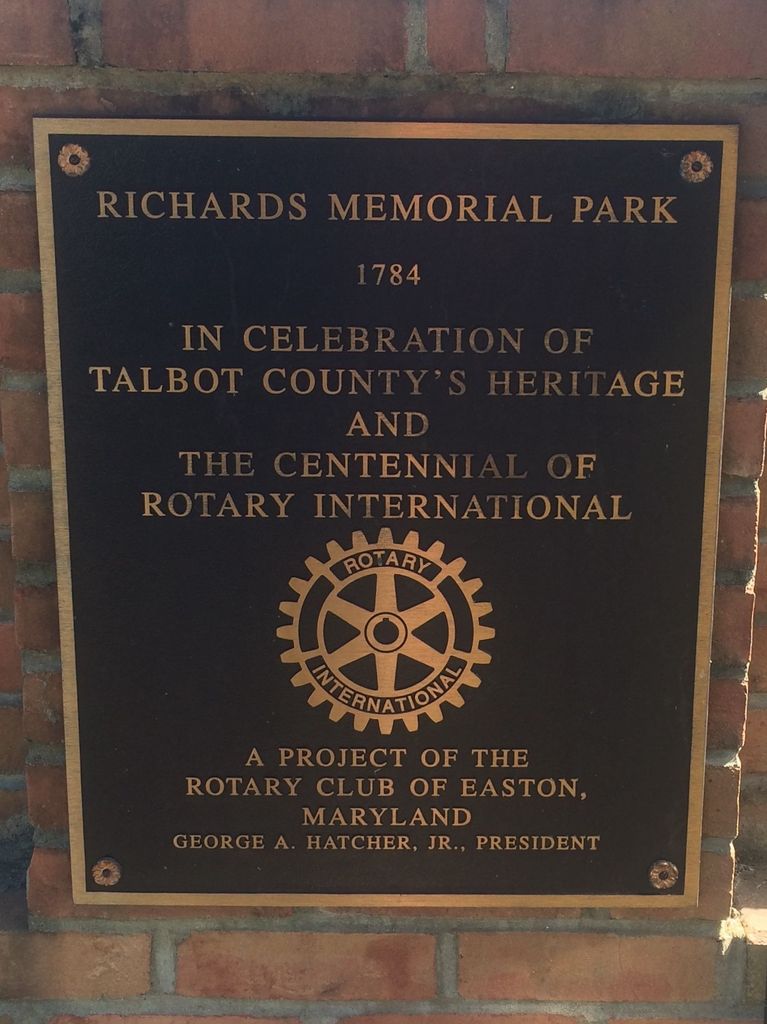 RICHARDS MEMORIAL PARK
1784
IN CELEBRATION OF
TALBOT COUNTY'S HERITAGE
AND
THE CENTENNIAL OF
ROTARY INTERNATIONAL
ROTARY
INTERNATIONAL
A PROJECT OF THE
ROTARY CLUB OF EASTON,
MARYLAND
GEORGE A. HATCHER, JR., PRESIDENT